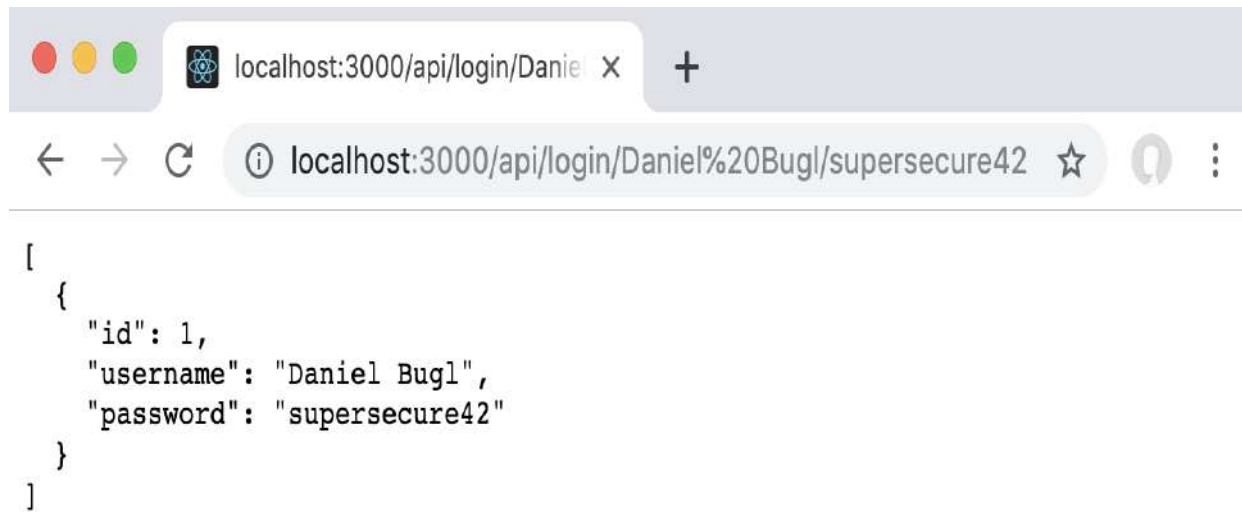 localhost:3000/api/login/Danie
localhost:3000/api/login/Daniel%20Bugl/supersecure42
[
  {
    "id": 1,
    "username": "Daniel Bugl",
    "password": "supersecure42"
  }
]